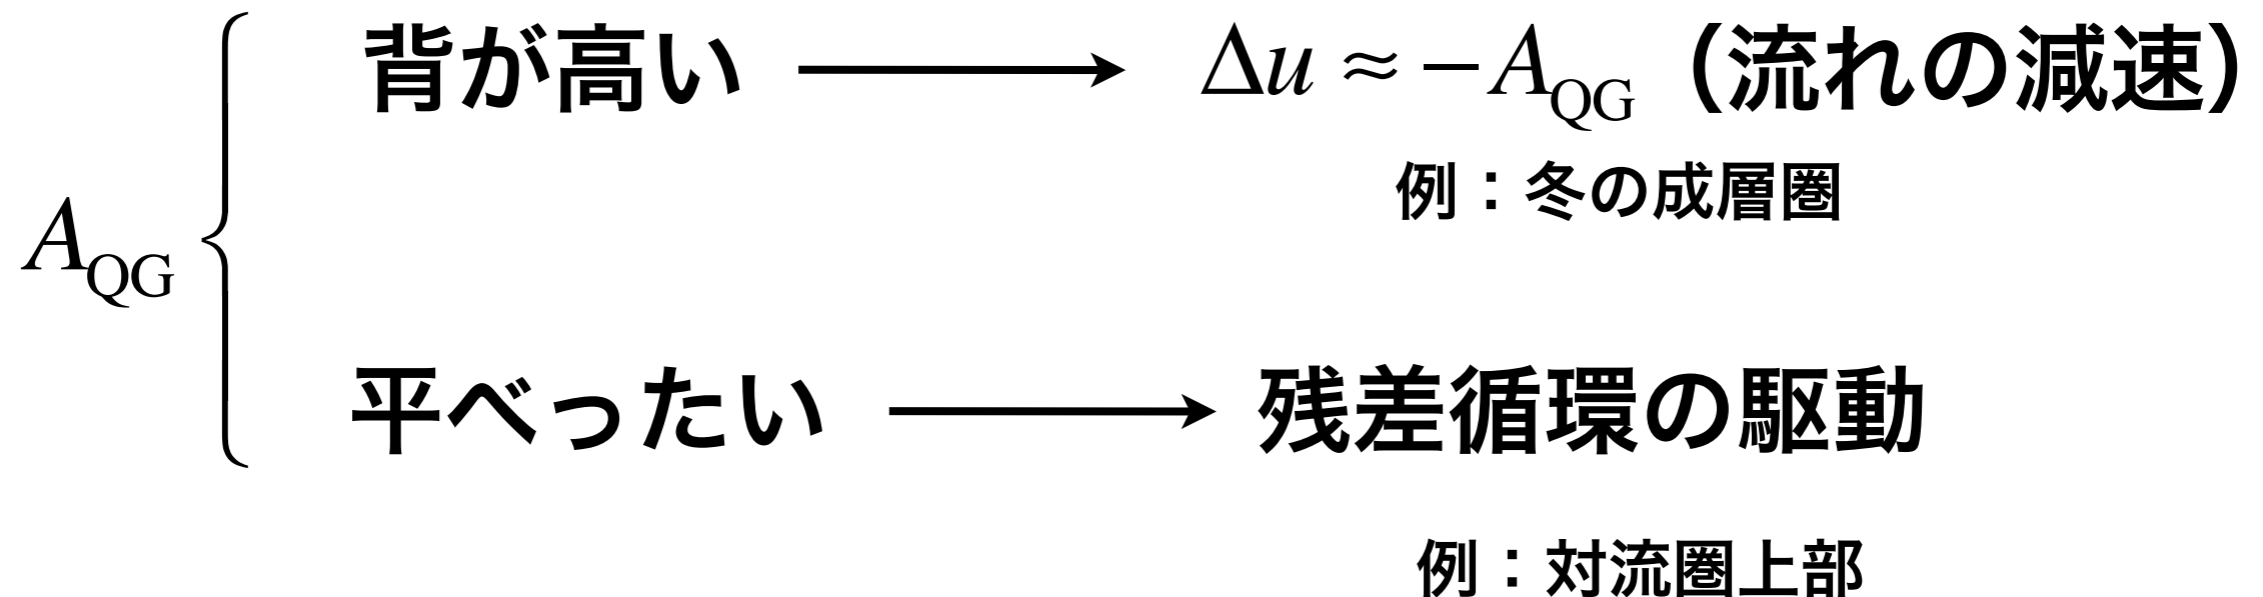 背が高い → Δu ≈ −A_QG（流れの減速）
例：冬の成層圏
A_QG {
平べったい → 残差循環の駆動
例：対流圏上部